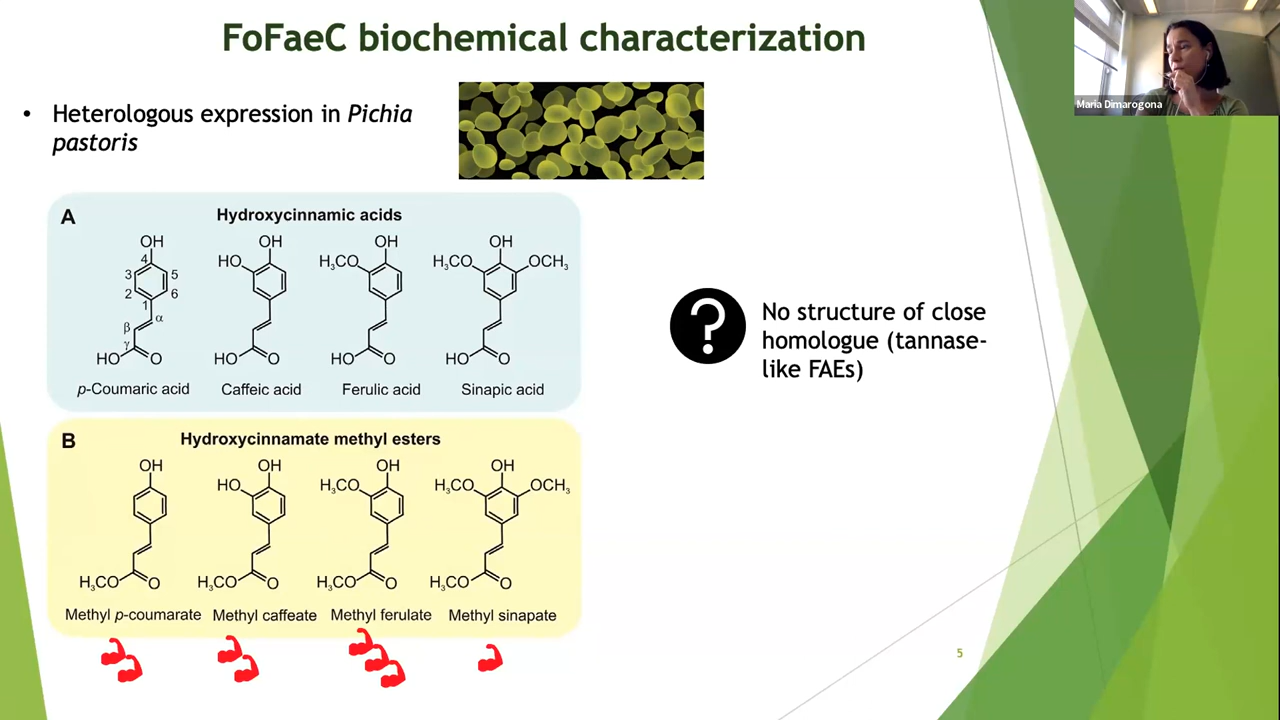 FoFaeC biochemical characterization
Maria Dimarogona
• Heterologous expression in Pichia
pastoris
A
Hydroxycinnamic acids
OH
4
3
5
2
6
1
α
β
γ
HO
O
p-Coumaric acid
OH
HO
HO
O
Caffeic acid
OH
H₃CO
HO
O
Ferulic acid
OH
H₃CO
OCH₃
HO
O
Sinapic acid
?
No structure of close
homologue (tannase-
like FAEs)
B
Hydroxycinnamate methyl esters
OH
H₃CO
O
Methyl p-coumarate
OH
HO
H₃CO
O
Methyl caffeate
OH
H₃CO
H₃CO
O
Methyl ferulate
OH
H₃CO
OCH₃
H₃CO
O
Methyl sinapate
5